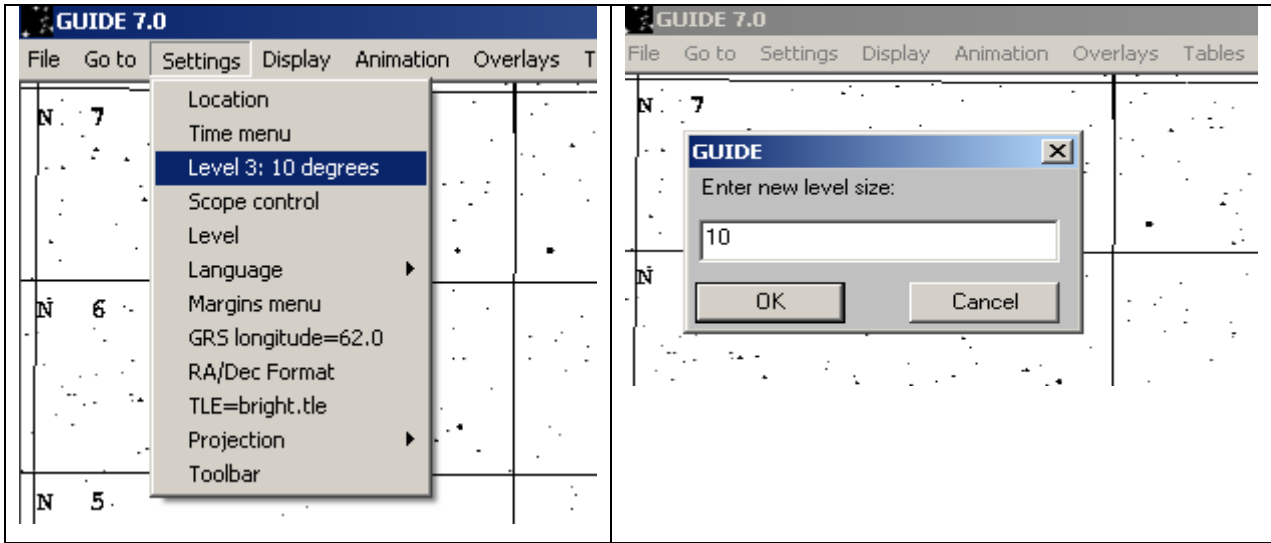 GUIDE 7.0
File Go to Settings Display Animation Overlays T
N 7
Location
Time menu
Level 3: 10 degrees
Scope control
Level
Language
N 6
Margins menu
GRS longitude=62.0
RA/Dec Format
TLE=bright.tle
Projection
Toolbar
N 5
GUIDE 7.0
File Go to Settings Display Animation Overlays Tables
N 7
GUIDE
Enter new level size:
10
N
OK Cancel